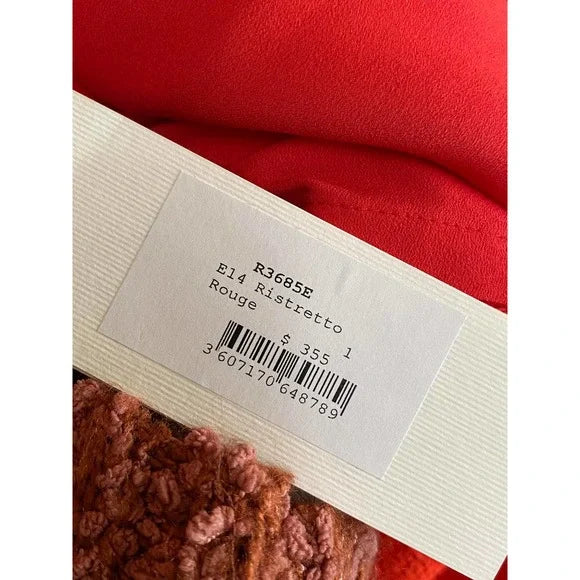 R3685E
E14 Ristretto
Rouge 1
$ 355
3 607170 648789